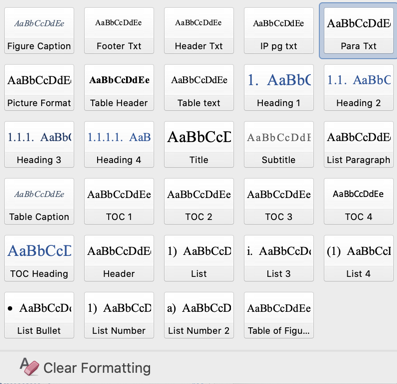 AaBbCcDdEe AaBbCcDdEe AaBbCcDdEe AaBbCcDdEe AaBbCcDdE
Figure Caption Footer Txt Header Txt IP pg txt Para Txt
AaBbCcDdE AaBbCcDdEe AaBbCcDdEe 1. AaBbC 1.1. AaBbC
Picture Format Table Header Table text Heading 1 Heading 2
1.1.1. AaBbC 1.1.1.1. AaB AaBbCcD AaBbCcDdE AaBbCcDdE
Heading 3 Heading 4 Title Subtitle List Paragraph
AaBbCcDdEe AaBbCcDdEe AaBbCcDdEe AaBbCcDdEe AaBbCcDdEe
Table Caption TOC 1 TOC 2 TOC 3 TOC 4
AaBbCcD AaBbCcDdE 1) AaBbCcD i. AaBbCcD (1) AaBbCcI
TOC Heading Header List List 3 List 4
• AaBbCcDc 1) AaBbCcD a) AaBbCcD AaBbCcDdEe
List Bullet List Number List Number 2 Table of Figu...
Clear Formatting